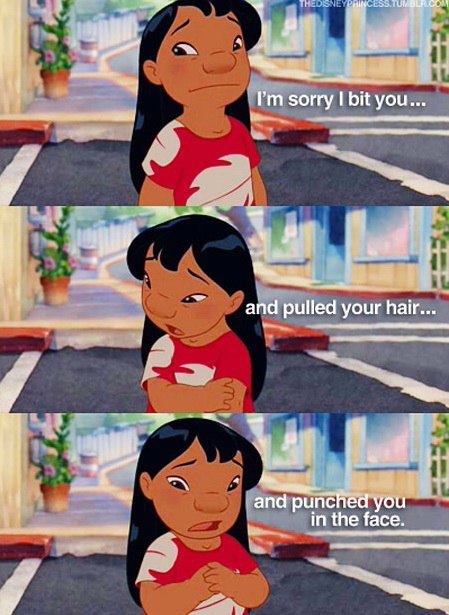 THEDISNEYPRINCESS.TUMBLR.COM
I'm sorry I bit you...
and pulled your hair...
and punched you
in the face.